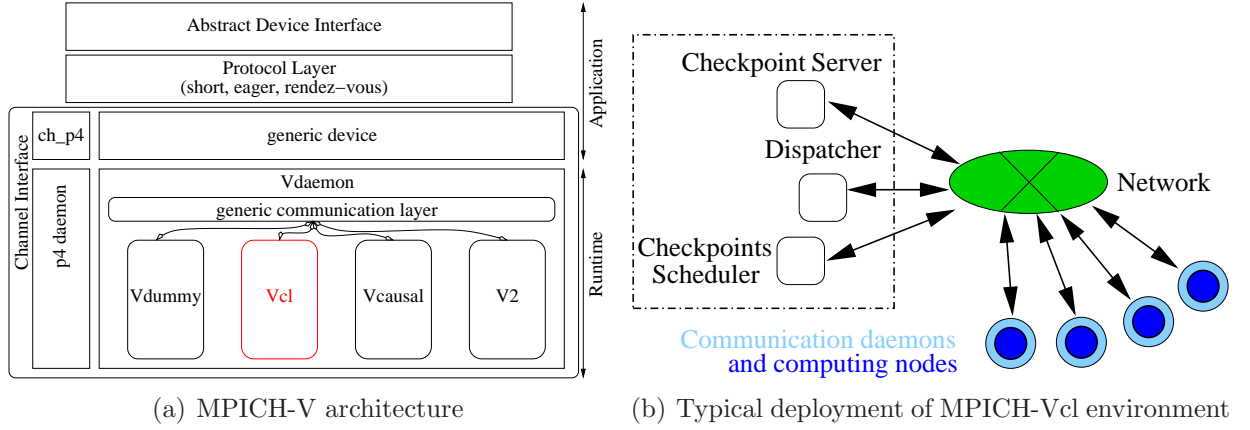 Abstract Device Interface
Protocol Layer
(short, eager, rendez−vous)
Application
Channel Interface
ch_p4
generic device
p4 daemon
Vdaemon
generic communication layer
Vdummy
Vcl
Vcausal
V2
Runtime
(a) MPICH-V architecture
Checkpoint Server
Dispatcher
Network
Checkpoints
Scheduler
Communication daemons
and computing nodes
(b) Typical deployment of MPICH-Vcl environment